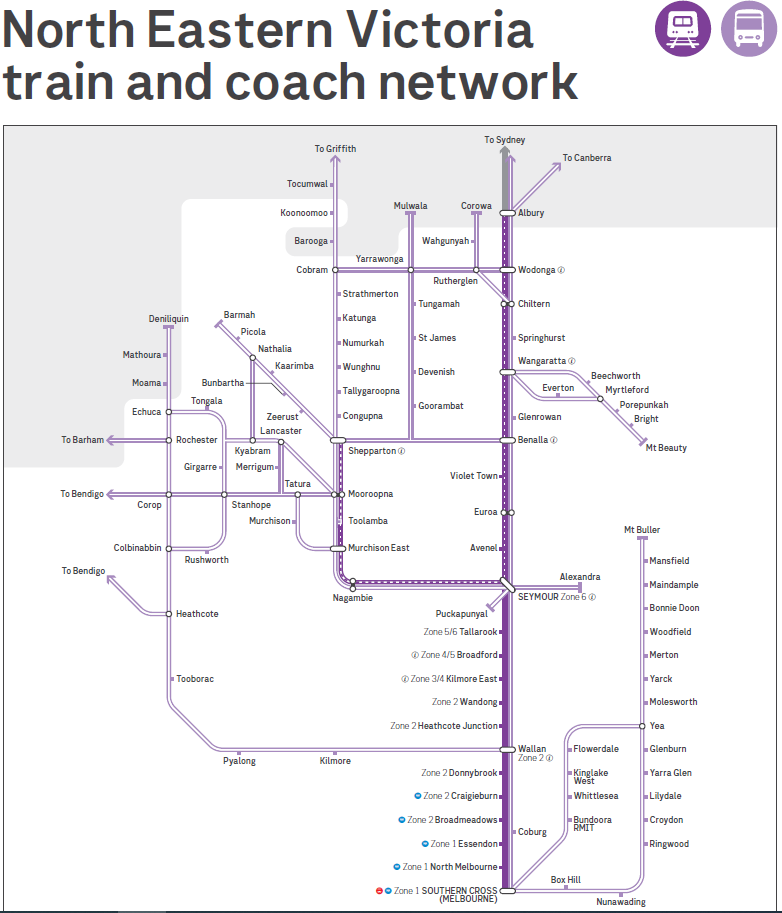 North Eastern Victoria
train and coach network
To Sydney
To Griffith
To Canberra
Tocumwal
Mulwala
Corowa
Koonoomoo
Albury
Barooga
Wahgunyah
Yarrawonga
Cobram
Wodonga
Rutherglen
Strathmerton
Tungamah
Chiltern
Barmah
Deniliquin
Katunga
Picola
St James
Springhurst
Numurkah
Nathalia
Mathoura
Wangaratta
Kaarimba
Wunghnu
Devenish
Beechworth
Moama
Bunbartha
Everton
Myrtleford
Tallygaroopna
Tongala
Goorambat
Porepunkah
Echuca
Zeerust
Congupna
Glenrowan
Bright
Lancaster
To Barham
Rochester
Benalla
Mt Beauty
Kyabram
Shepparton
Girgarre
Merrigum
Violet Town
Tatura
To Bendigo
Mooroopna
Corop
Stanhope
Euroa
Murchison
Toolamba
Mt Buller
Colbinabbin
Murchison East
Avenel
Rushworth
Mansfield
To Bendigo
Alexandra
Maindample
Nagambie
SEYMOUR Zone 6
Puckapunyal
Bonnie Doon
Heathcote
Zone 5/6 Tallarook
Woodfield
Zone 4/5 Broadford
Merton
Tooborac
Zone 3/4 Kilmore East
Yarck
Zone 2 Wandong
Molesworth
Zone 2 Heathcote Junction
Yea
Wallan
Zone 2
Flowerdale
Glenburn
Pyalong
Kilmore
Zone 2 Donnybrook
Kinglake
West
Yarra Glen
Zone 2 Craigieburn
Whittlesea
Lilydale
Zone 2 Broadmeadows
Bundoora
RMIT
Croydon
Coburg
Zone 1 Essendon
Ringwood
Zone 1 North Melbourne
Box Hill
Zone 1 SOUTHERN CROSS
(MELBOURNE)
Nunawading